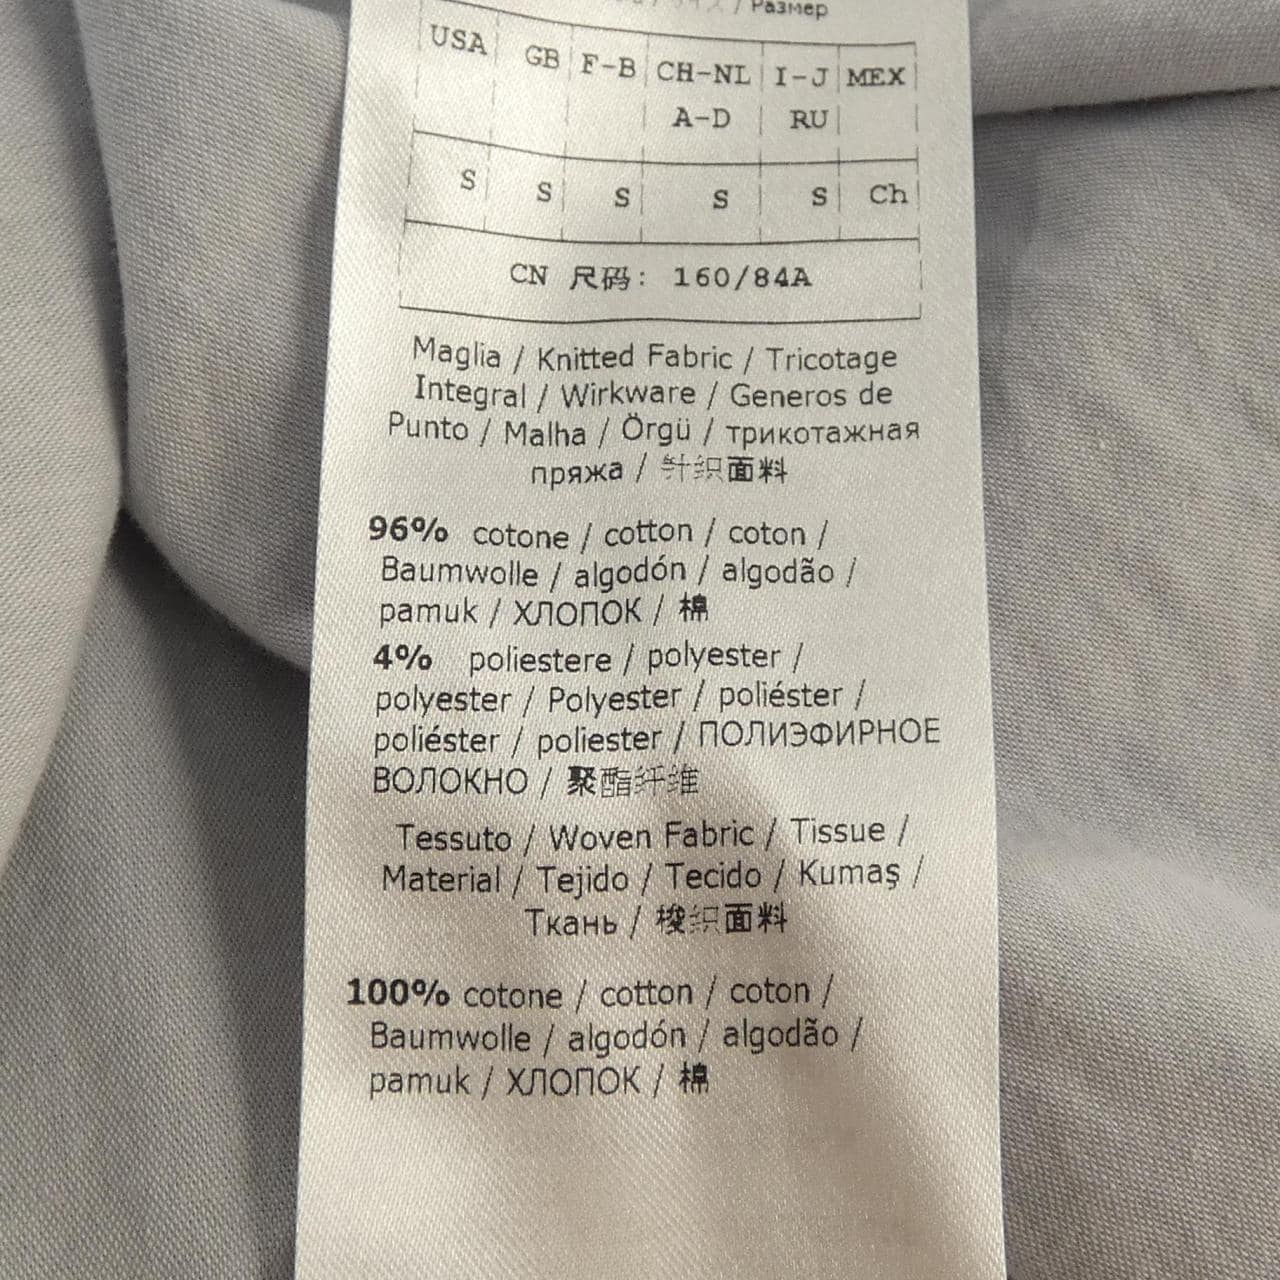 / Размер
USA GB F-B CH-NL I-J MEX
A-D RU
S S S S S Ch
CN 尺码: 160/84A
Maglia / Knitted Fabric / Tricotage
Integral / Wirkware / Generos de
Punto / Malha / Örgü / трикотажная
пряжа / 针织面料
96% cotone / cotton / coton /
Baumwolle / algodón / algodão /
pamuk / ХЛОПОК / 棉
4% poliestere / polyester /
polyester / Polyester / poliéster /
poliéster / poliester / ПОЛИЭФИРНОЕ
ВОЛОКНО / 聚酯纤维
Tessuto / Woven Fabric / Tissue /
Material / Tejido / Tecido / Kumaş /
Ткань / 梭织面料
100% cotone / cotton / coton /
Baumwolle / algodón / algodão /
pamuk / ХЛОПОК / 棉